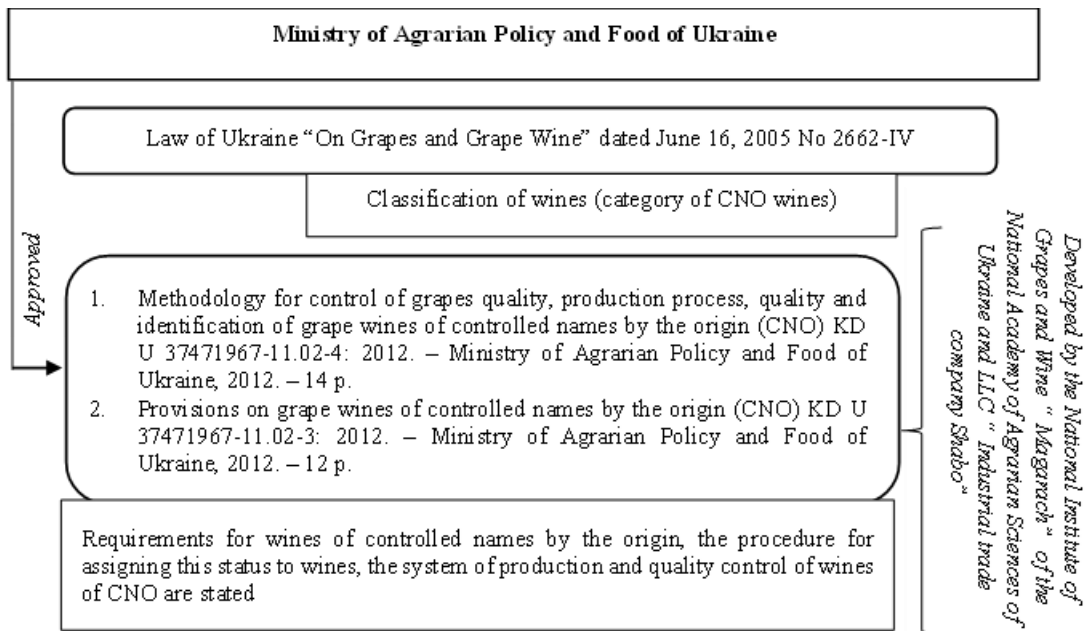 Ministry of Agrarian Policy and Food of Ukraine
Law of Ukraine “On Grapes and Grape Wine” dated June 16, 2005 No 2662-IV
Classification of wines (category of CNO wines)
Approved
1. Methodology for control of grapes quality, production process, quality and
identification of grape wines of controlled names by the origin (CNO) KD
U 37471967-11.02-4: 2012. – Ministry of Agrarian Policy and Food of
Ukraine, 2012. – 14 p.
2. Provisions on grape wines of controlled names by the origin (CNO) KD U
37471967-11.02-3: 2012. – Ministry of Agrarian Policy and Food of
Ukraine, 2012. – 12 p.
Requirements for wines of controlled names by the origin, the procedure for
assigning this status to wines, the system of production and quality control of wines
of CNO are stated
Developed by the National Institute of
Grapes and Wine “Magarach” of the
National Academy of Agrarian Sciences of
Ukraine and LLC “Industrial trade
company Shabo”